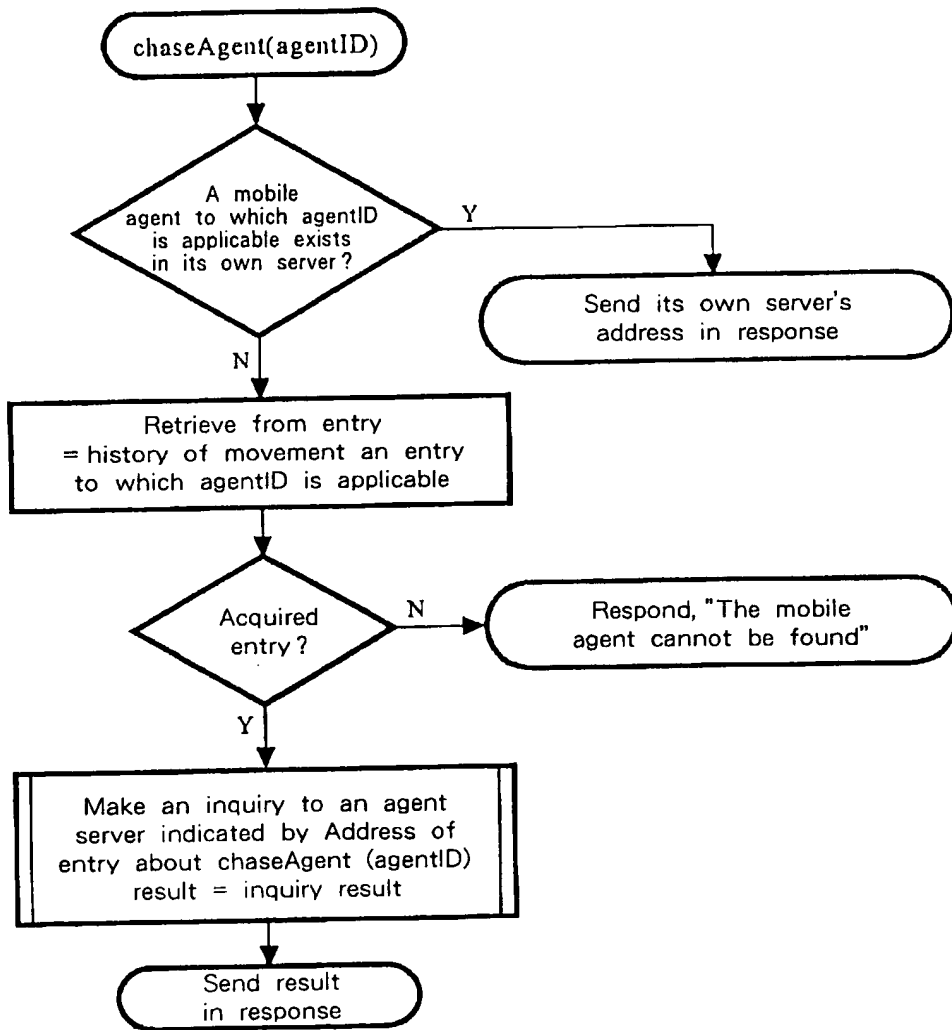 chaseAgent(agentID)
A mobile
agent to which agentID
is applicable exists
in its own server?
Y
Send its own server's
address in response
N
Retrieve from entry
= history of movement an entry
to which agentID is applicable
Acquired
entry?
N
Respond, "The mobile
agent cannot be found"
Y
Make an inquiry to an agent
server indicated by Address of
entry about chaseAgent (agentID)
result = inquiry result
Send result
in response